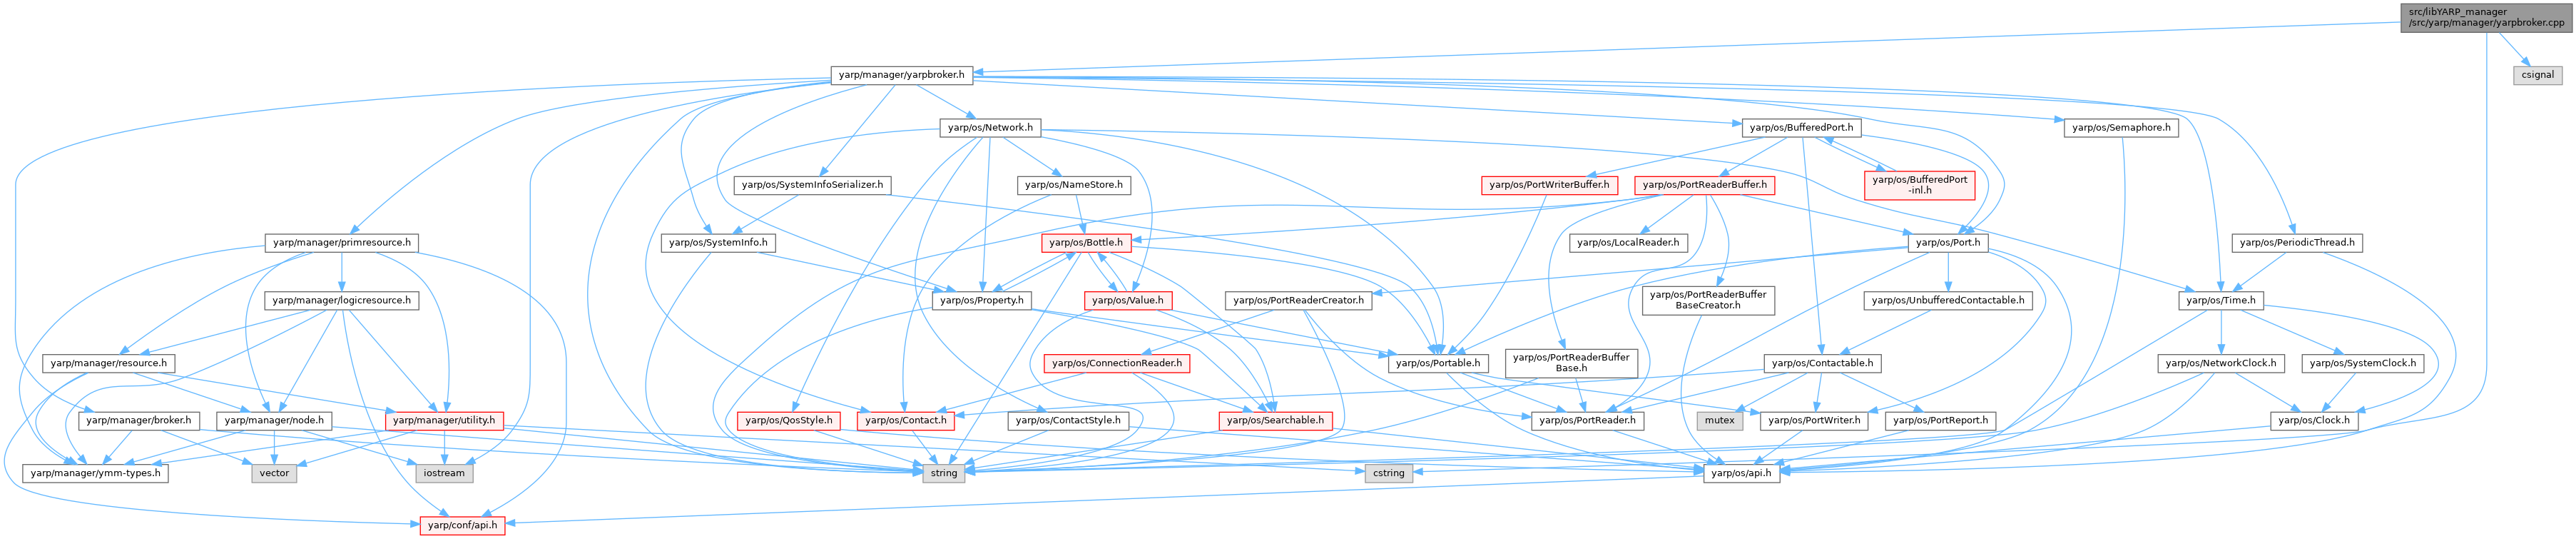 src/libYARP_manager
/src/yarp/manager/yarpbroker.cpp
yarp/manager/yarpbroker.h
csignal
yarp/os/Network.h
yarp/os/BufferedPort.h
yarp/os/Semaphore.h
yarp/os/SystemInfoSerializer.h
yarp/os/NameStore.h
yarp/os/PortWriterBuffer.h
yarp/os/PortReaderBuffer.h
yarp/os/BufferedPort
-inl.h
yarp/manager/primresource.h
yarp/os/SystemInfo.h
yarp/os/Bottle.h
yarp/os/LocalReader.h
yarp/os/Port.h
yarp/os/PeriodicThread.h
yarp/manager/logicresource.h
yarp/os/Property.h
yarp/os/Value.h
yarp/os/PortReaderCreator.h
yarp/os/PortReaderBuffer
BaseCreator.h
yarp/os/UnbufferedContactable.h
yarp/os/Time.h
yarp/manager/resource.h
yarp/os/ConnectionReader.h
yarp/os/Portable.h
yarp/os/PortReaderBuffer
Base.h
yarp/os/Contactable.h
yarp/os/NetworkClock.h
yarp/os/SystemClock.h
yarp/manager/broker.h
yarp/manager/node.h
yarp/manager/utility.h
yarp/os/QosStyle.h
yarp/os/Contact.h
yarp/os/ContactStyle.h
yarp/os/Searchable.h
yarp/os/PortReader.h
mutex
yarp/os/PortWriter.h
yarp/os/PortReport.h
yarp/os/Clock.h
yarp/manager/ymm-types.h
vector
iostream
string
cstring
yarp/os/api.h
yarp/conf/api.h